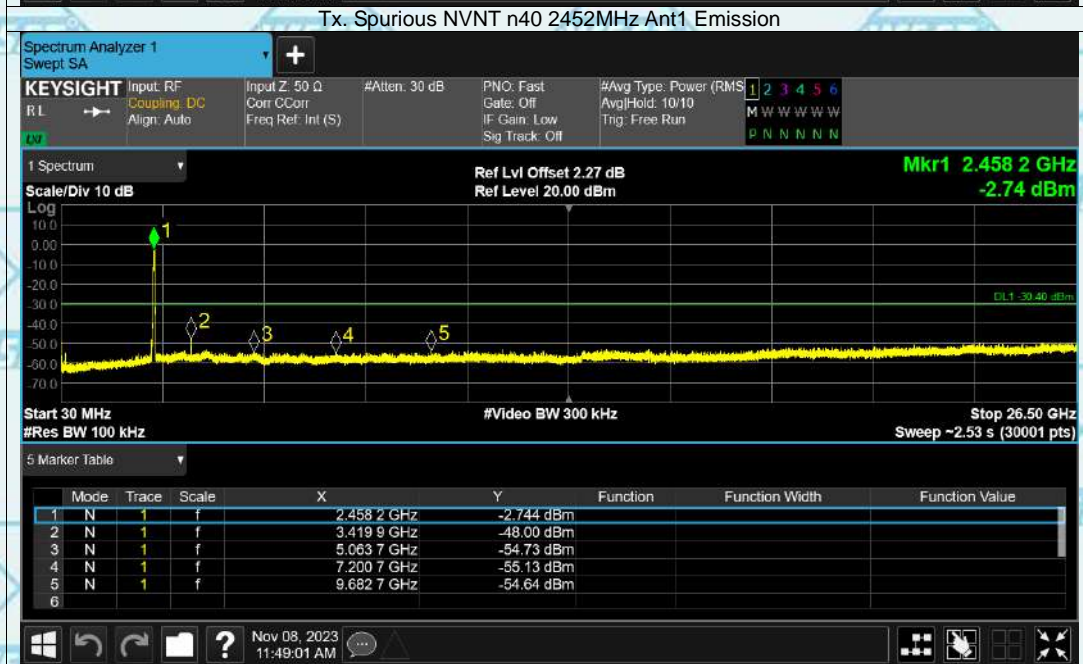 Tx. Spurious NVNT n40 2452MHz Ant1 Emission
Spectrum Analyzer 1
Swept SA
+
KEYSIGHT Input: RF Input Z: 50 Ω #Atten: 30 dB PNO: Fast #Avg Type: Power (RMS 1 2 3 4 5 6
R L Coupling: DC Corr CCorr Gate: Off Avg|Hold: 10/10 M W W W W W
Align: Auto Freq Ref: Int (S) IF Gain: Low Trig: Free Run
LXI Sig Track: Off P N N N N N
1 Spectrum Ref Lvl Offset 2.27 dB Mkr1 2.458 2 GHz
Scale/Div 10 dB Ref Level 20.00 dBm -2.74 dBm
Log
10.0
1
0.00
-10.0
-20.0
-30.0 DL1 -30.40 dBm
-40.0
2 3 4 5
-50.0
-60.0
-70.0
Start 30 MHz #Video BW 300 kHz Stop 26.50 GHz
#Res BW 100 kHz Sweep ~2.53 s (30001 pts)
5 Marker Table
Mode Trace Scale X Y Function Function Width Function Value
1 N 1 f 2.458 2 GHz -2.744 dBm
2 N 1 f 3.419 9 GHz -48.00 dBm
3 N 1 f 5.063 7 GHz -54.73 dBm
4 N 1 f 7.200 7 GHz -55.13 dBm
5 N 1 f 9.682 7 GHz -54.64 dBm
6
? Nov 08, 2023
11:49:01 AM